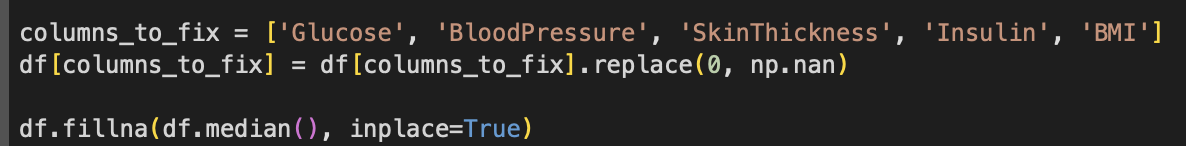 columns_to_fix = ['Glucose', 'BloodPressure', 'SkinThickness', 'Insulin', 'BMI']
df[columns_to_fix] = df[columns_to_fix].replace(0, np.nan)
df.fillna(df.median(), inplace=True)